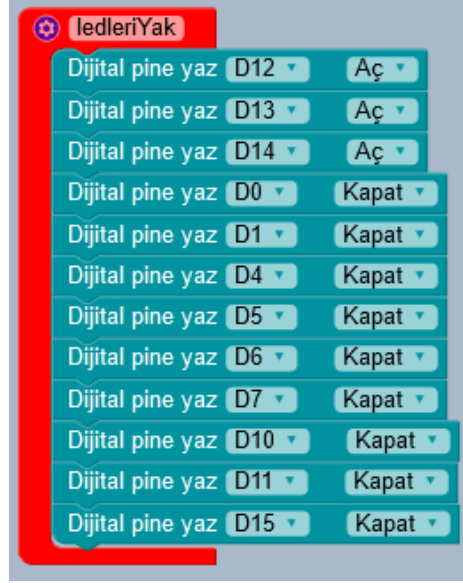 ledleriYak
Dijital pine yaz D12 Aç
Dijital pine yaz D13 Aç
Dijital pine yaz D14 Aç
Dijital pine yaz D0 Kapat
Dijital pine yaz D1 Kapat
Dijital pine yaz D4 Kapat
Dijital pine yaz D5 Kapat
Dijital pine yaz D6 Kapat
Dijital pine yaz D7 Kapat
Dijital pine yaz D10 Kapat
Dijital pine yaz D11 Kapat
Dijital pine yaz D15 Kapat